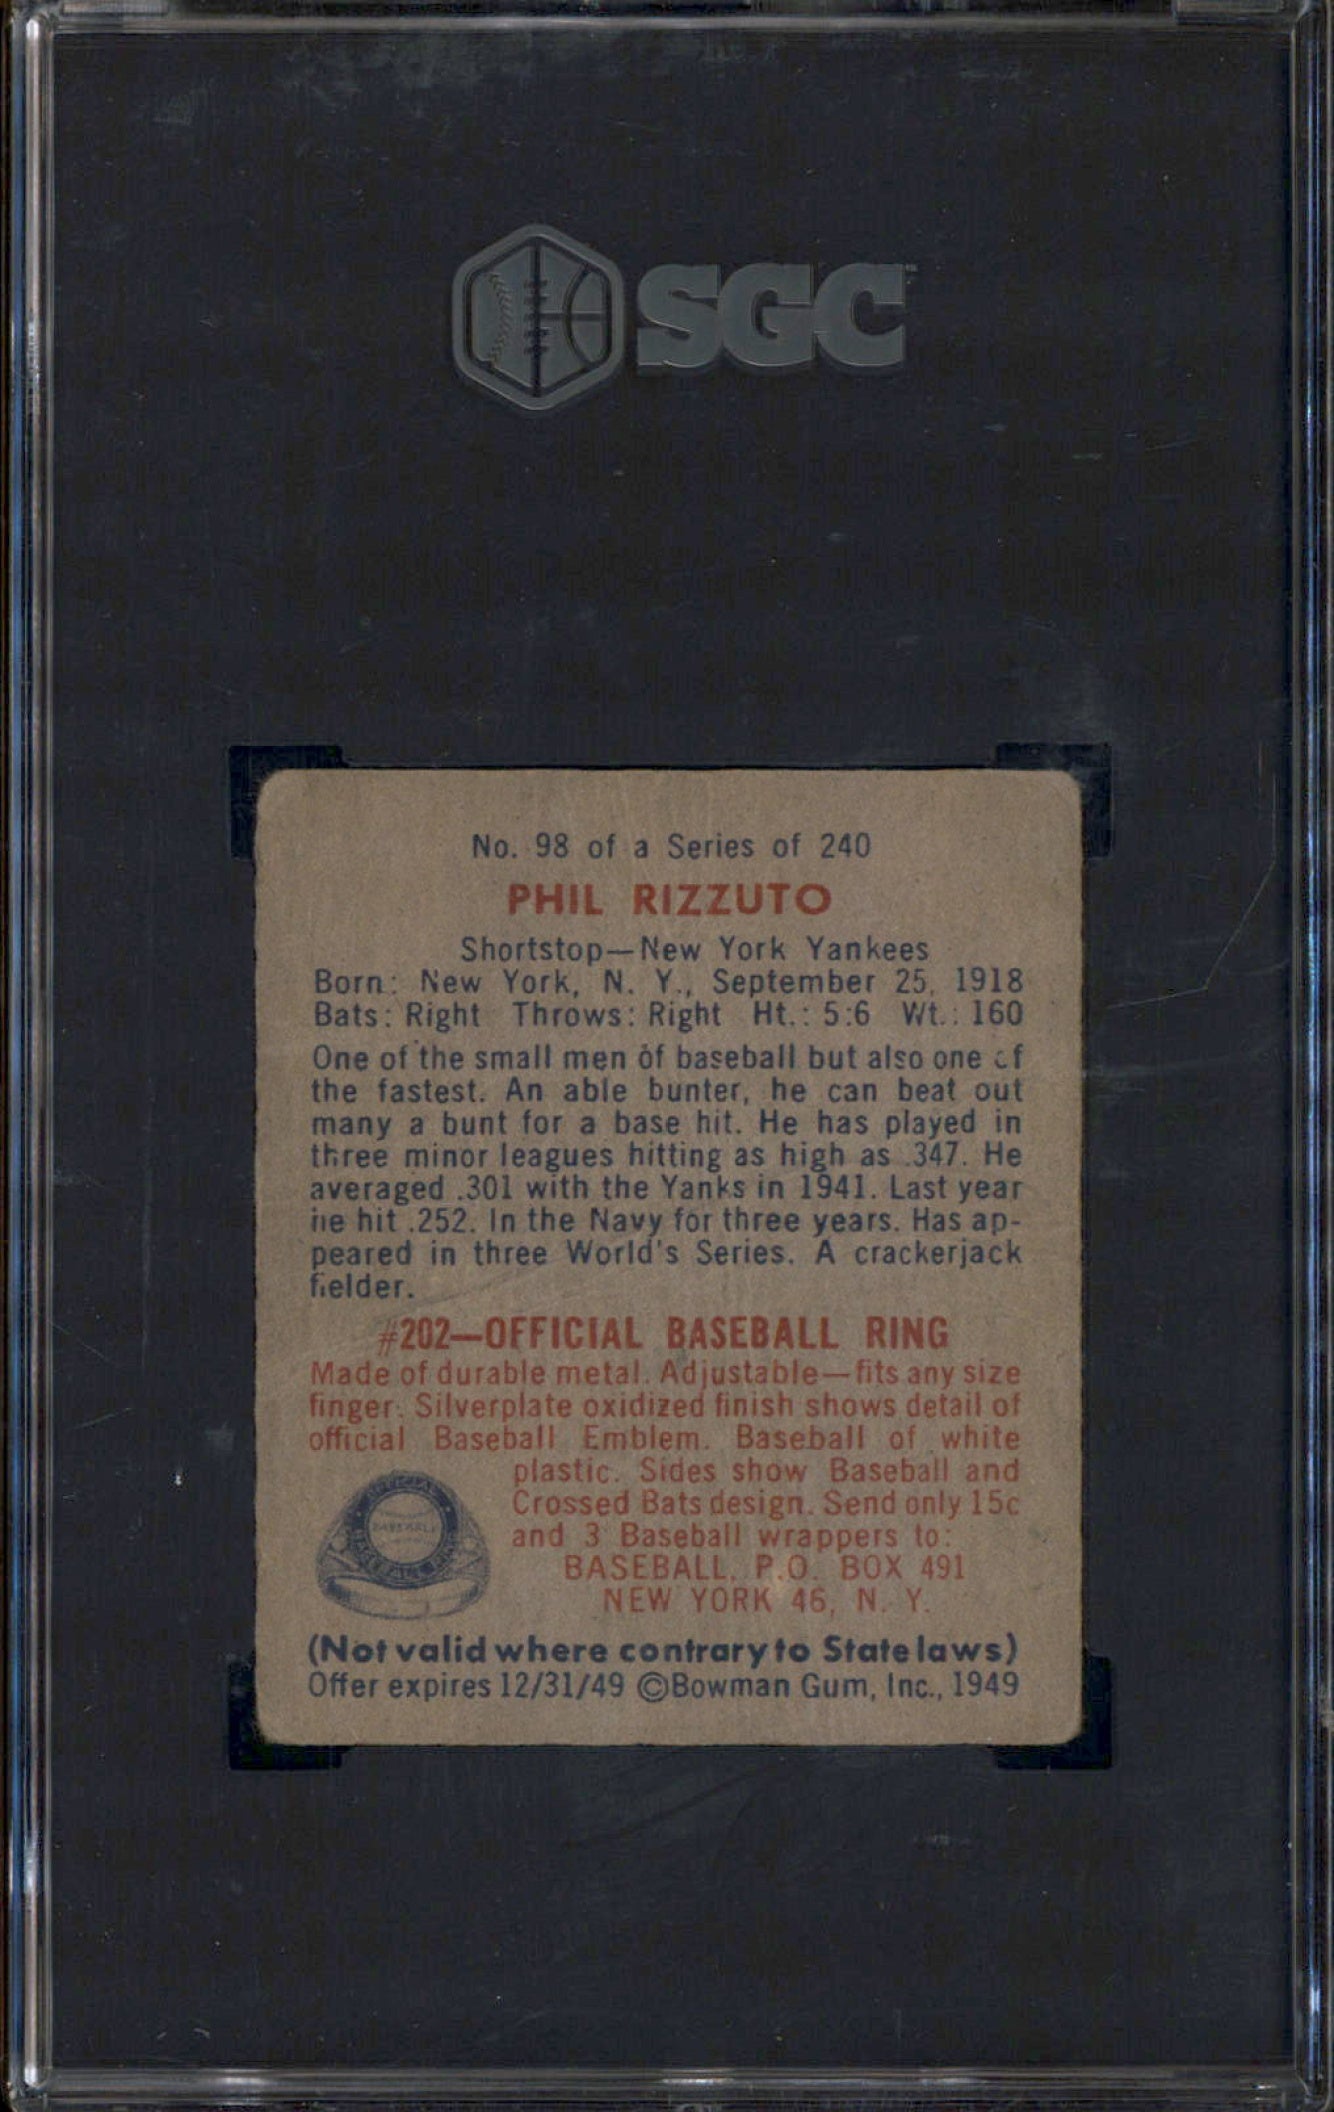 SGC
No. 98 of a Series of 240
PHIL RIZZUTO
Shortstop—New York Yankees
Born: New York, N. Y., September 25, 1918
Bats: Right Throws: Right Ht.: 5:6 Wt.: 160
One of the small men of baseball but also one of
the fastest. An able bunter, he can beat out
many a bunt for a base hit. He has played in
three minor leagues hitting as high as .347. He
averaged .301 with the Yanks in 1941. Last year
he hit .252. In the Navy for three years. Has ap-
peared in three World's Series. A crackerjack
fielder.
#202—OFFICIAL BASEBALL RING
Made of durable metal. Adjustable—fits any size
finger. Silverplate oxidized finish shows detail of
official Baseball Emblem. Baseball of white
plastic. Sides show Baseball and
Crossed Bats design. Send only 15c
and 3 Baseball wrappers to:
BASEBALL, P.O. BOX 491
NEW YORK 46, N. Y.
OFFICIAL
BASEBALL
BASEBALL RING
(Not valid where contrary to State laws)
Offer expires 12/31/49 ©Bowman Gum, Inc., 1949